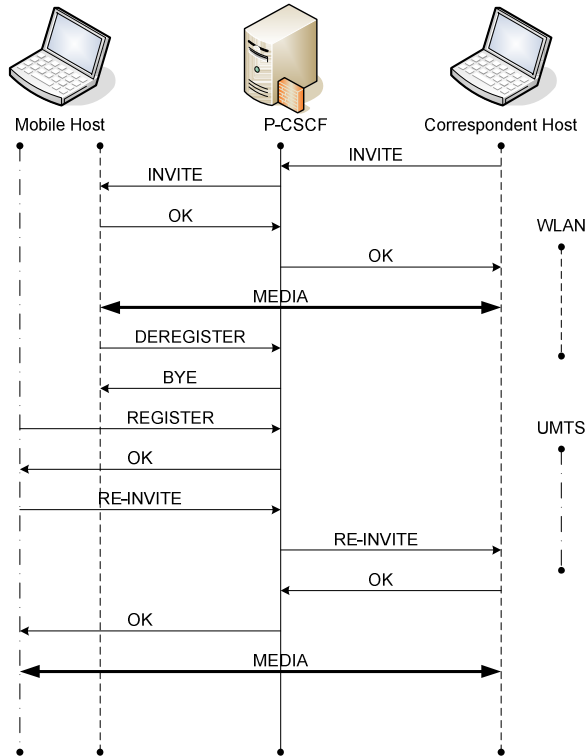 Mobile Host
P-CSCF
Correspondent Host
INVITE
INVITE
OK
WLAN
OK
MEDIA
DEREGISTER
BYE
REGISTER
UMTS
OK
RE-INVITE
RE-INVITE
OK
OK
MEDIA